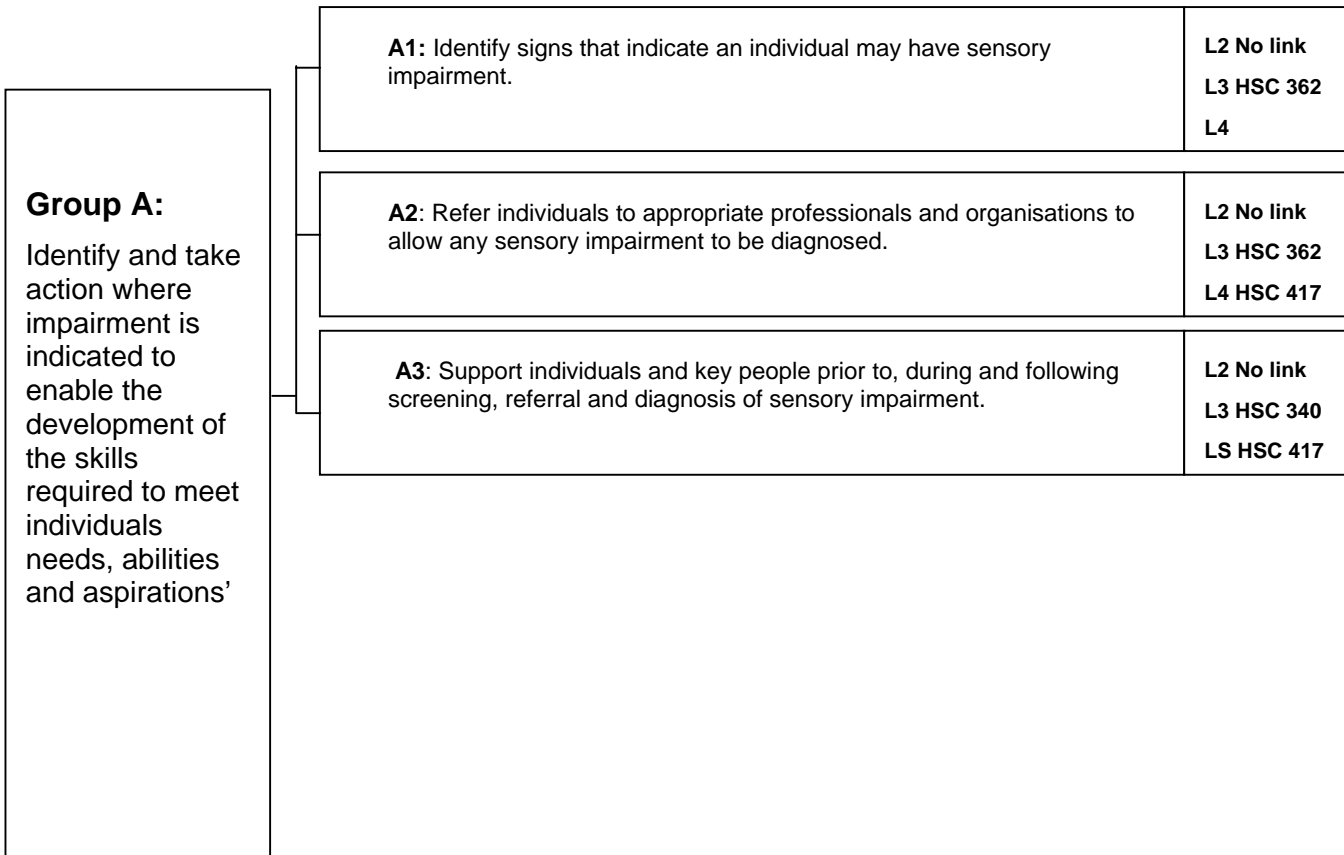 Group A:
Identify and take
action where
impairment is
indicated to
enable the
development of
the skills
required to meet
individuals
needs, abilities
and aspirations’
A1: Identify signs that indicate an individual may have sensory
impairment.
L2 No link
L3 HSC 362
L4
A2: Refer individuals to appropriate professionals and organisations to
allow any sensory impairment to be diagnosed.
L2 No link
L3 HSC 362
L4 HSC 417
A3: Support individuals and key people prior to, during and following
screening, referral and diagnosis of sensory impairment.
L2 No link
L3 HSC 340
LS HSC 417